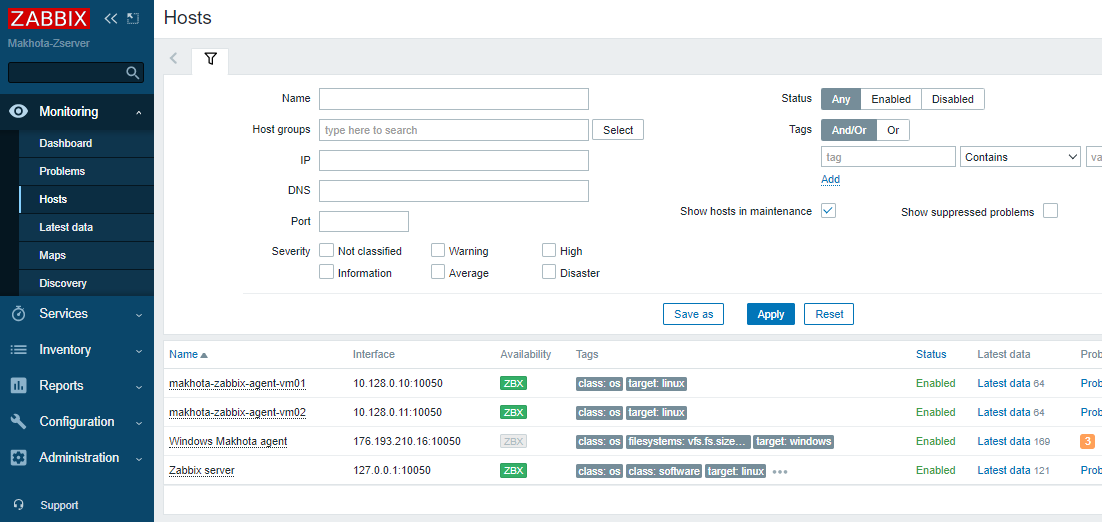 ZABBIX
Makhota-Zserver
Monitoring
Dashboard
Problems
Hosts
Latest data
Maps
Discovery
Services
Inventory
Reports
Configuration
Administration
Support
Hosts
Name
Host groups type here to search Select
IP
DNS
Port
Severity Not classified Warning High
Information Average Disaster
Status Any Enabled Disabled
Tags And/Or Or
tag Contains va
Add
Show hosts in maintenance Show suppressed problems
Save as Apply Reset
Name Interface Availability Tags Status Latest data Prob
makhota-zabbix-agent-vm01 10.128.0.10:10050 ZBX class: os target: linux Enabled Latest data 64 Prob
makhota-zabbix-agent-vm02 10.128.0.11:10050 ZBX class: os target: linux Enabled Latest data 64 Prob
Windows Makhota agent 176.193.210.16:10050 ZBX class: os filesystems: vfs.fs.size... target: windows Enabled Latest data 169 3
Zabbix server 127.0.0.1:10050 ZBX class: os class: software target: linux ••• Enabled Latest data 121 Prob